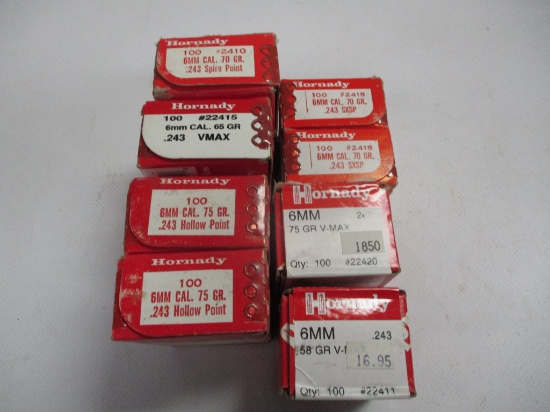 Hornady
100 #2410
6MM CAL. 70 GR.
.243 Spire Point
Hornady
100 #22415
6mm CAL. 65 GR
.243 VMAX
Hornady
100
6MM CAL. 75 GR.
.243 Hollow Point
Hornady
100
6MM CAL. 75 GR.
.243 Hollow Point
Hornady
100 #2415
6MM CAL. 70 GR.
.243 SXSP
Hornady
100 #2415
6MM CAL. 70 GR.
.243 SXSP
Hornady
6MM
75 GR V-MAX
1850
Qty: 100 #22420
Hornady
6MM .243
58 GR
16.95
Qty: 100 #22411